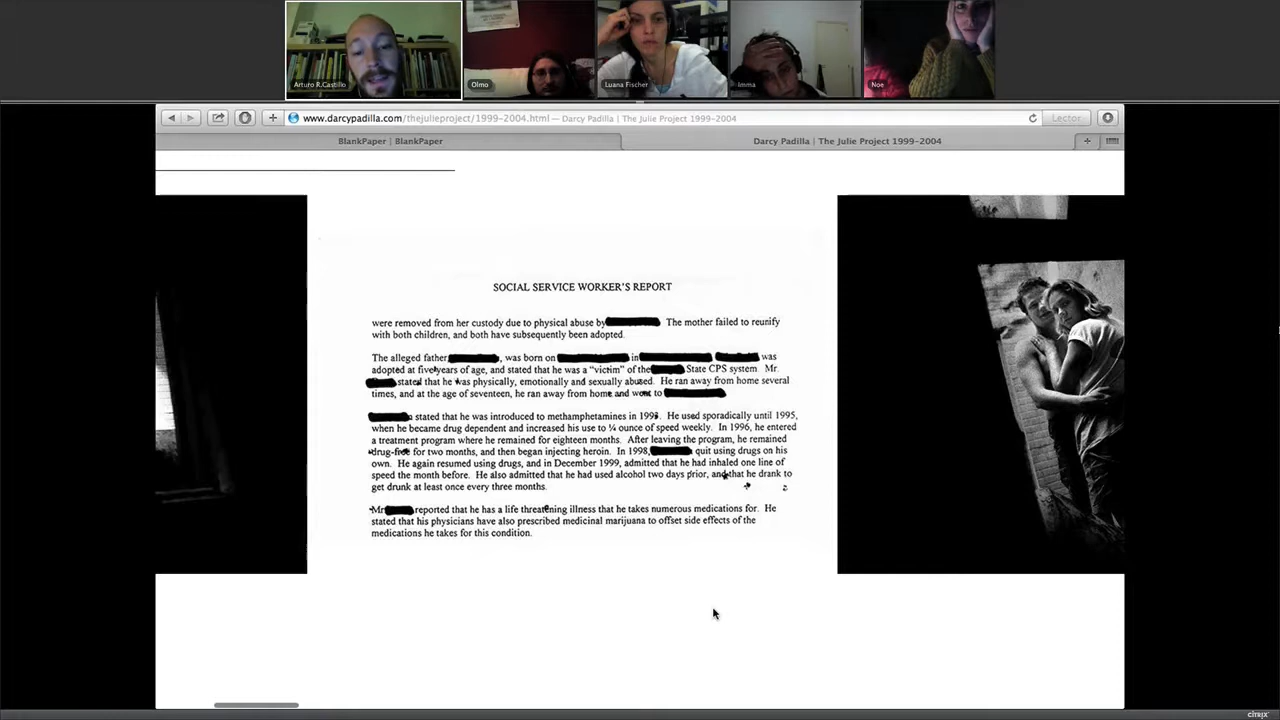 Arturo R.Castillo
Olmo
Luana Fischer
Imma
Noe
www.darcypadilla.com/thejulieproject/1999-2004.html — Darcy Padilla | The Julie Project 1999–2004
Lector
BlankPaper | BlankPaper
Darcy Padilla | The Julie Project 1999–2004
SOCIAL SERVICE WORKER'S REPORT
were removed from her custody due to physical abuse by The mother failed to reunify
with both children, and both have subsequently been adopted.
The alleged father, was born on in was
adopted at five years of age, and stated that he was a "victim" of the State CPS system. Mr.
stated that he was physically, emotionally and sexually abused. He ran away from home several
times, and at the age of seventeen, he ran away from home and went to
stated that he was introduced to methamphetamines in 1993. He used sporadically until 1995,
when he became drug dependent and increased his use to ¼ ounce of speed weekly. In 1996, he entered
a treatment program where he remained for eighteen months. After leaving the program, he remained
drug-free for two months, and then began injecting heroin. In 1998, quit using drugs on his
own. He again resumed using drugs, and in December 1999, admitted that he had inhaled one line of
speed the month before. He also admitted that he had used alcohol two days prior, and that he drank to
get drunk at least once every three months.
Mr. reported that he has a life threatening illness that he takes numerous medications for. He
stated that his physicians have also prescribed medicinal marijuana to offset side effects of the
medications he takes for this condition.
CITRIX